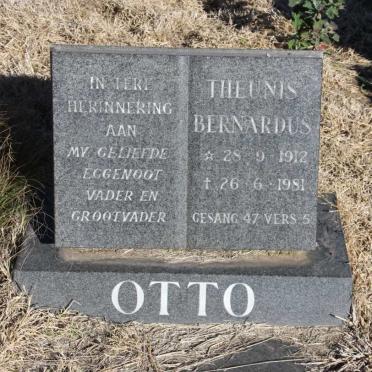 IN TERE
HERINNERING
AAN
MY GELIEFDE
EGGENOOT
VADER EN
GROOTVADER
THEUNIS
BERNARDUS
☆ 28 · 9 · 1912
† 26 · 6 · 1981
GESANG 47 VERS 5
OTTO